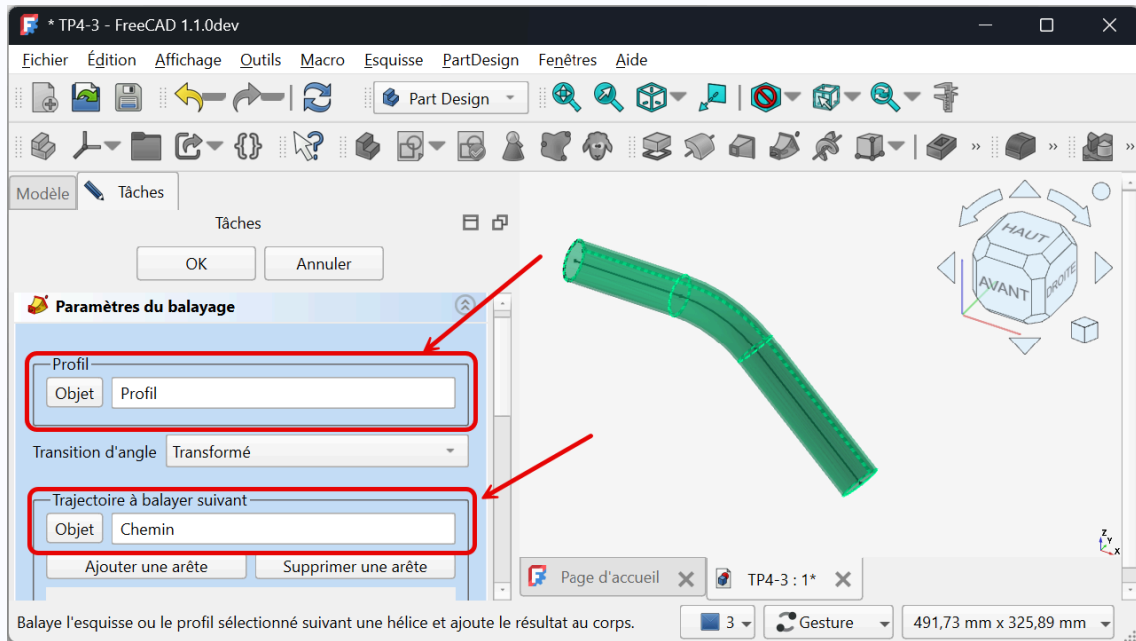 * TP4-3 - FreeCAD 1.1.0dev
Fichier Édition Affichage Outils Macro Esquisse PartDesign Fenêtres Aide
Part Design
Modèle Tâches
Tâches
OK Annuler
Paramètres du balayage
Profil
Objet Profil
Transition d'angle Transformé
Trajectoire à balayer suivant
Objet Chemin
Ajouter une arête Supprimer une arête
HAUT
AVANT
DROITE
Z
Y
X
Page d'accueil TP4-3 : 1*
Balaye l'esquisse ou le profil sélectionné suivant une hélice et ajoute le résultat au corps. 3 Gesture 491,73 mm x 325,89 mm